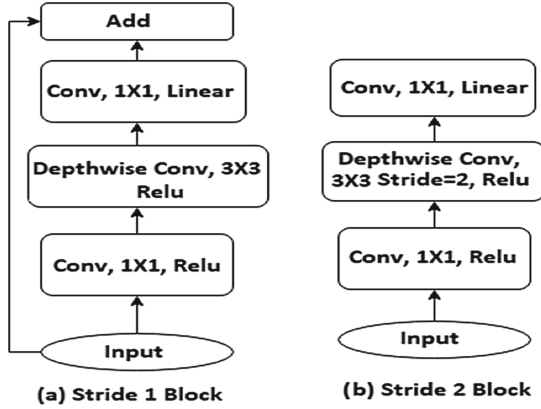 Add
Conv, 1X1, Linear
Depthwise Conv, 3X3
Relu
Conv, 1X1, Relu
Input
(a) Stride 1 Block
Conv, 1X1, Linear
Depthwise Conv,
3X3 Stride=2, Relu
Conv, 1X1, Relu
Input
(b) Stride 2 Block